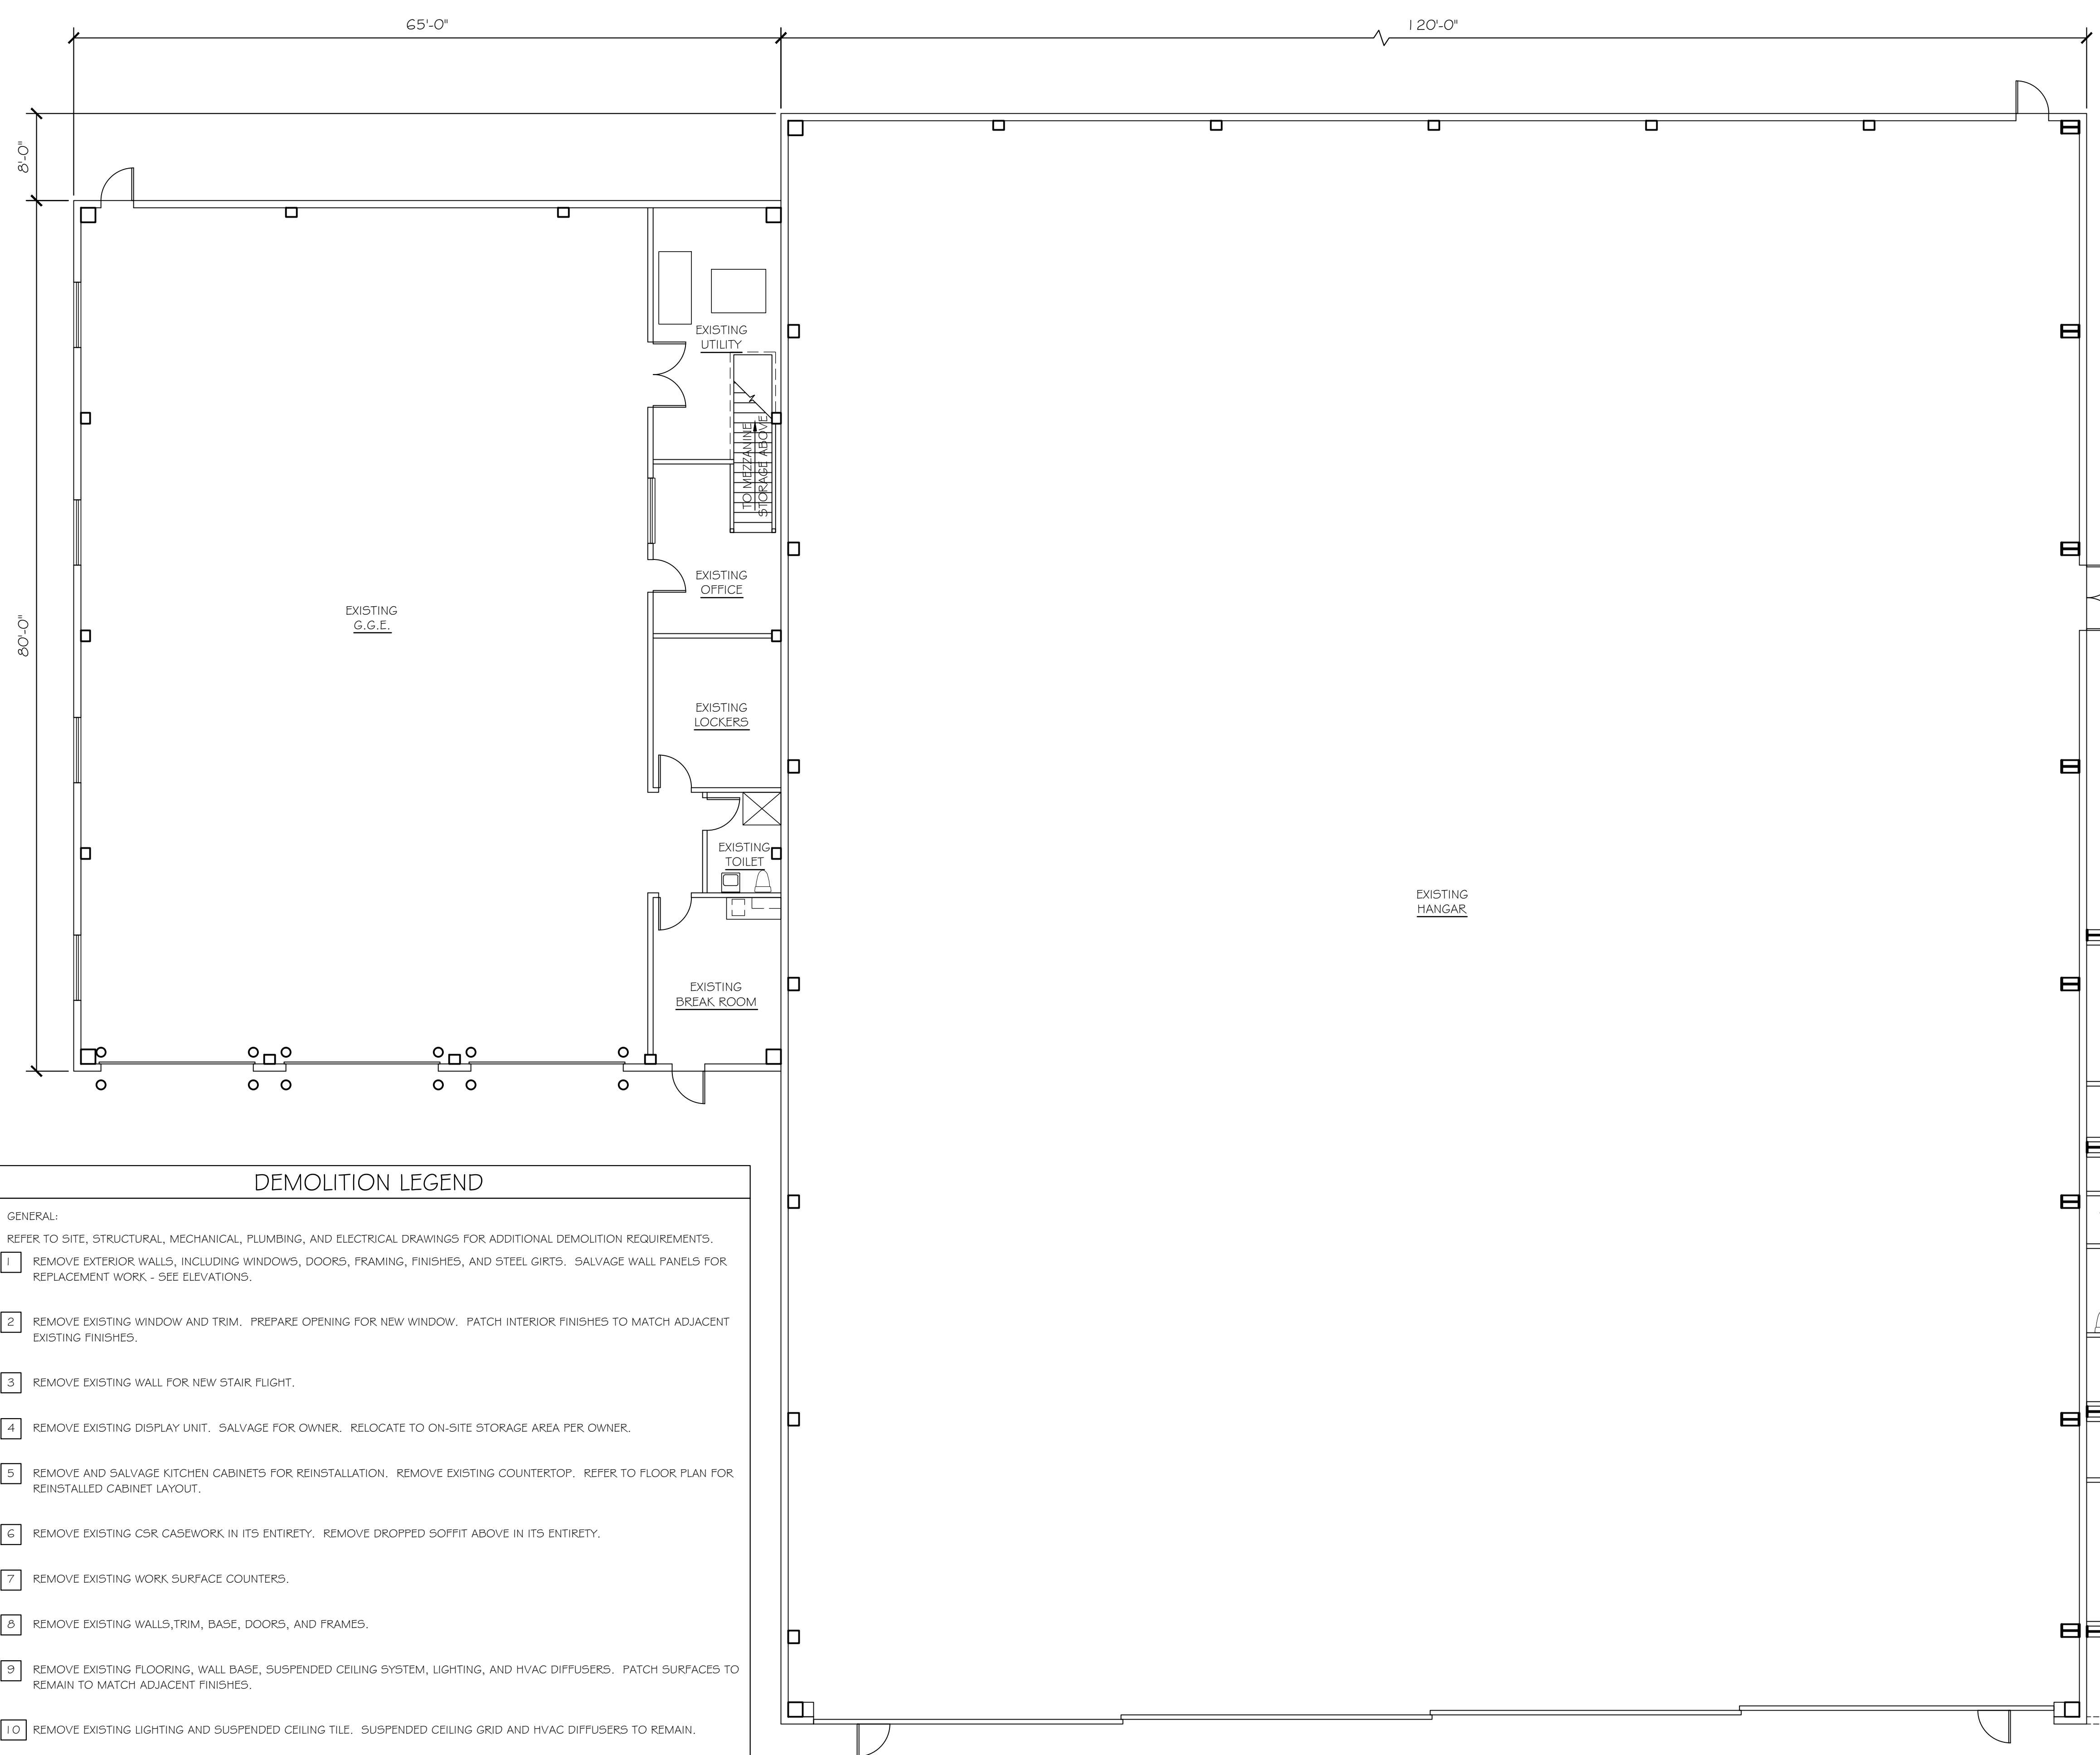 65'-0"
120'-0"
8'-0"
80'-0"
EXISTING
UTILITY
TO MEZZANINE
STORAGE ABOVE
EXISTING
OFFICE
EXISTING
G.G.E.
EXISTING
LOCKERS
EXISTING
TOILET
EXISTING
HANGAR
EXISTING
BREAK ROOM
DEMOLITION LEGEND
GENERAL:
REFER TO SITE, STRUCTURAL, MECHANICAL, PLUMBING, AND ELECTRICAL DRAWINGS FOR ADDITIONAL DEMOLITION REQUIREMENTS.
1 REMOVE EXTERIOR WALLS, INCLUDING WINDOWS, DOORS, FRAMING, FINISHES, AND STEEL GIRTS. SALVAGE WALL PANELS FOR
REPLACEMENT WORK - SEE ELEVATIONS.
2 REMOVE EXISTING WINDOW AND TRIM. PREPARE OPENING FOR NEW WINDOW. PATCH INTERIOR FINISHES TO MATCH ADJACENT
EXISTING FINISHES.
3 REMOVE EXISTING WALL FOR NEW STAIR FLIGHT.
4 REMOVE EXISTING DISPLAY UNIT. SALVAGE FOR OWNER. RELOCATE TO ON-SITE STORAGE AREA PER OWNER.
5 REMOVE AND SALVAGE KITCHEN CABINETS FOR REINSTALLATION. REMOVE EXISTING COUNTERTOP. REFER TO FLOOR PLAN FOR
REINSTALLED CABINET LAYOUT.
6 REMOVE EXISTING CSR CASEWORK IN ITS ENTIRETY. REMOVE DROPPED SOFFIT ABOVE IN ITS ENTIRETY.
7 REMOVE EXISTING WORK SURFACE COUNTERS.
8 REMOVE EXISTING WALLS,TRIM, BASE, DOORS, AND FRAMES.
9 REMOVE EXISTING FLOORING, WALL BASE, SUSPENDED CEILING SYSTEM, LIGHTING, AND HVAC DIFFUSERS. PATCH SURFACES TO
REMAIN TO MATCH ADJACENT FINISHES.
10 REMOVE EXISTING LIGHTING AND SUSPENDED CEILING TILE. SUSPENDED CEILING GRID AND HVAC DIFFUSERS TO REMAIN.